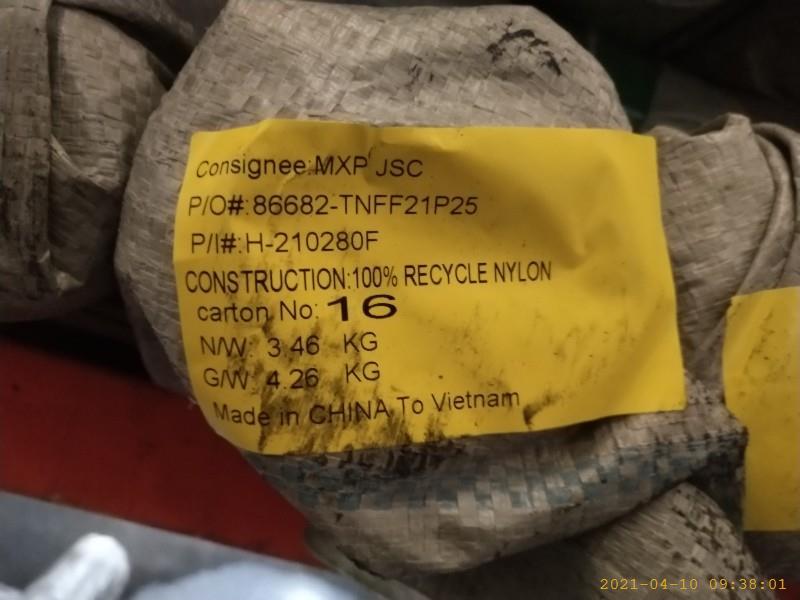 Consignee:MXP JSC
P/O#:86682-TNFF21P25
P/I#:H-210280F
CONSTRUCTION:100% RECYCLE NYLON
carton No: 16
N/W: 3.46 KG
G/W: 4.26 KG
Made in CHINA To Vietnam
2021-04-10 09:38:01